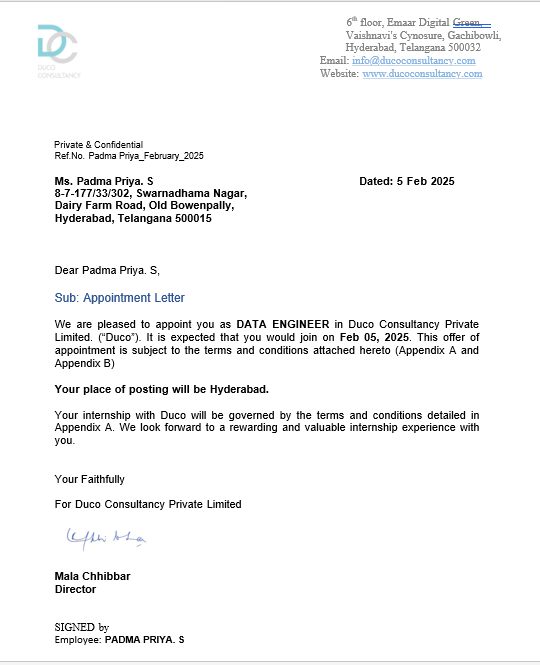 DUCO
CONSULTANCY
6th floor, Emaar Digital Green,
Vaishnavi's Cynosure, Gachibowli,
Hyderabad, Telangana 500032
Email: info@ducoconsultancy.com
Website: www.ducoconsultancy.com
Private & Confidential
Ref.No. Padma Priya_February_2025
Ms. Padma Priya. S
Dated: 5 Feb 2025
8-7-177/33/302, Swarnadhama Nagar,
Dairy Farm Road, Old Bowenpally,
Hyderabad, Telangana 500015
Dear Padma Priya. S,
Sub: Appointment Letter
We are pleased to appoint you as DATA ENGINEER in Duco Consultancy Private
Limited. (“Duco”). It is expected that you would join on Feb 05, 2025. This offer of
appointment is subject to the terms and conditions attached hereto (Appendix A and
Appendix B)
Your place of posting will be Hyderabad.
Your internship with Duco will be governed by the terms and conditions detailed in
Appendix A. We look forward to a rewarding and valuable internship experience with
you.
Your Faithfully
For Duco Consultancy Private Limited
Mala Chhibbar
Director
SIGNED by
Employee: PADMA PRIYA. S